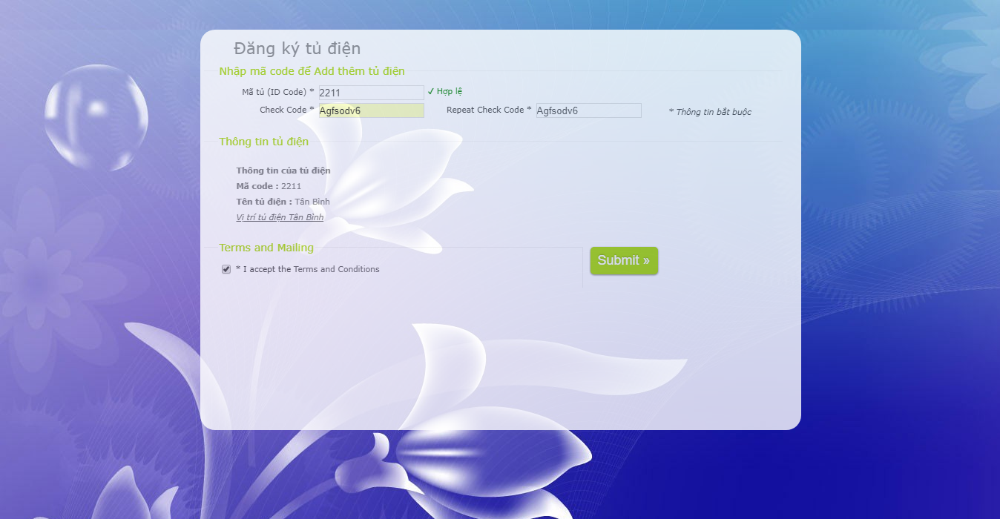 Đăng ký tủ điện
Nhập mã code để Add thêm tủ điện
Mã tủ (ID Code) * 2211 ✓ Hợp lệ
Check Code * Agfsodv6 Repeat Check Code * Agfsodv6 * Thông tin bắt buộc
Thông tin tủ điện
Thông tin của tủ điện
Mã code : 2211
Tên tủ điện : Tân Bình
Vị trí tủ điện Tân Bình
Terms and Mailing
* I accept the Terms and Conditions
Submit »